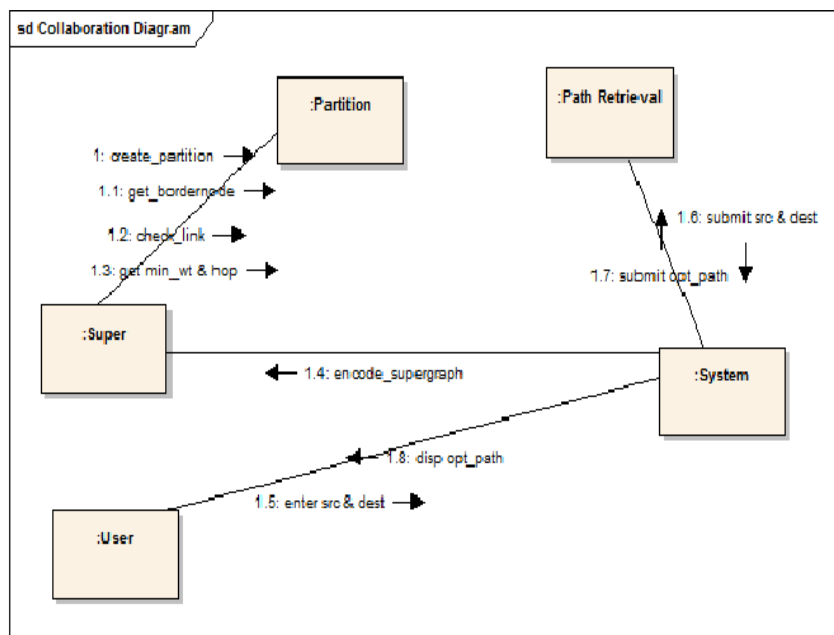 sd Collaboration Diagram
:Partition
:Path Retrieval
1: create_partition
1.1: get_bordernode
1.2: check_link
1.3: get min_wt & hop
1.6: submit src & dest
1.7: submit opt_path
:Super
:System
1.4: encode_supergraph
1.8: disp opt_path
1.5: enter src & dest
:User